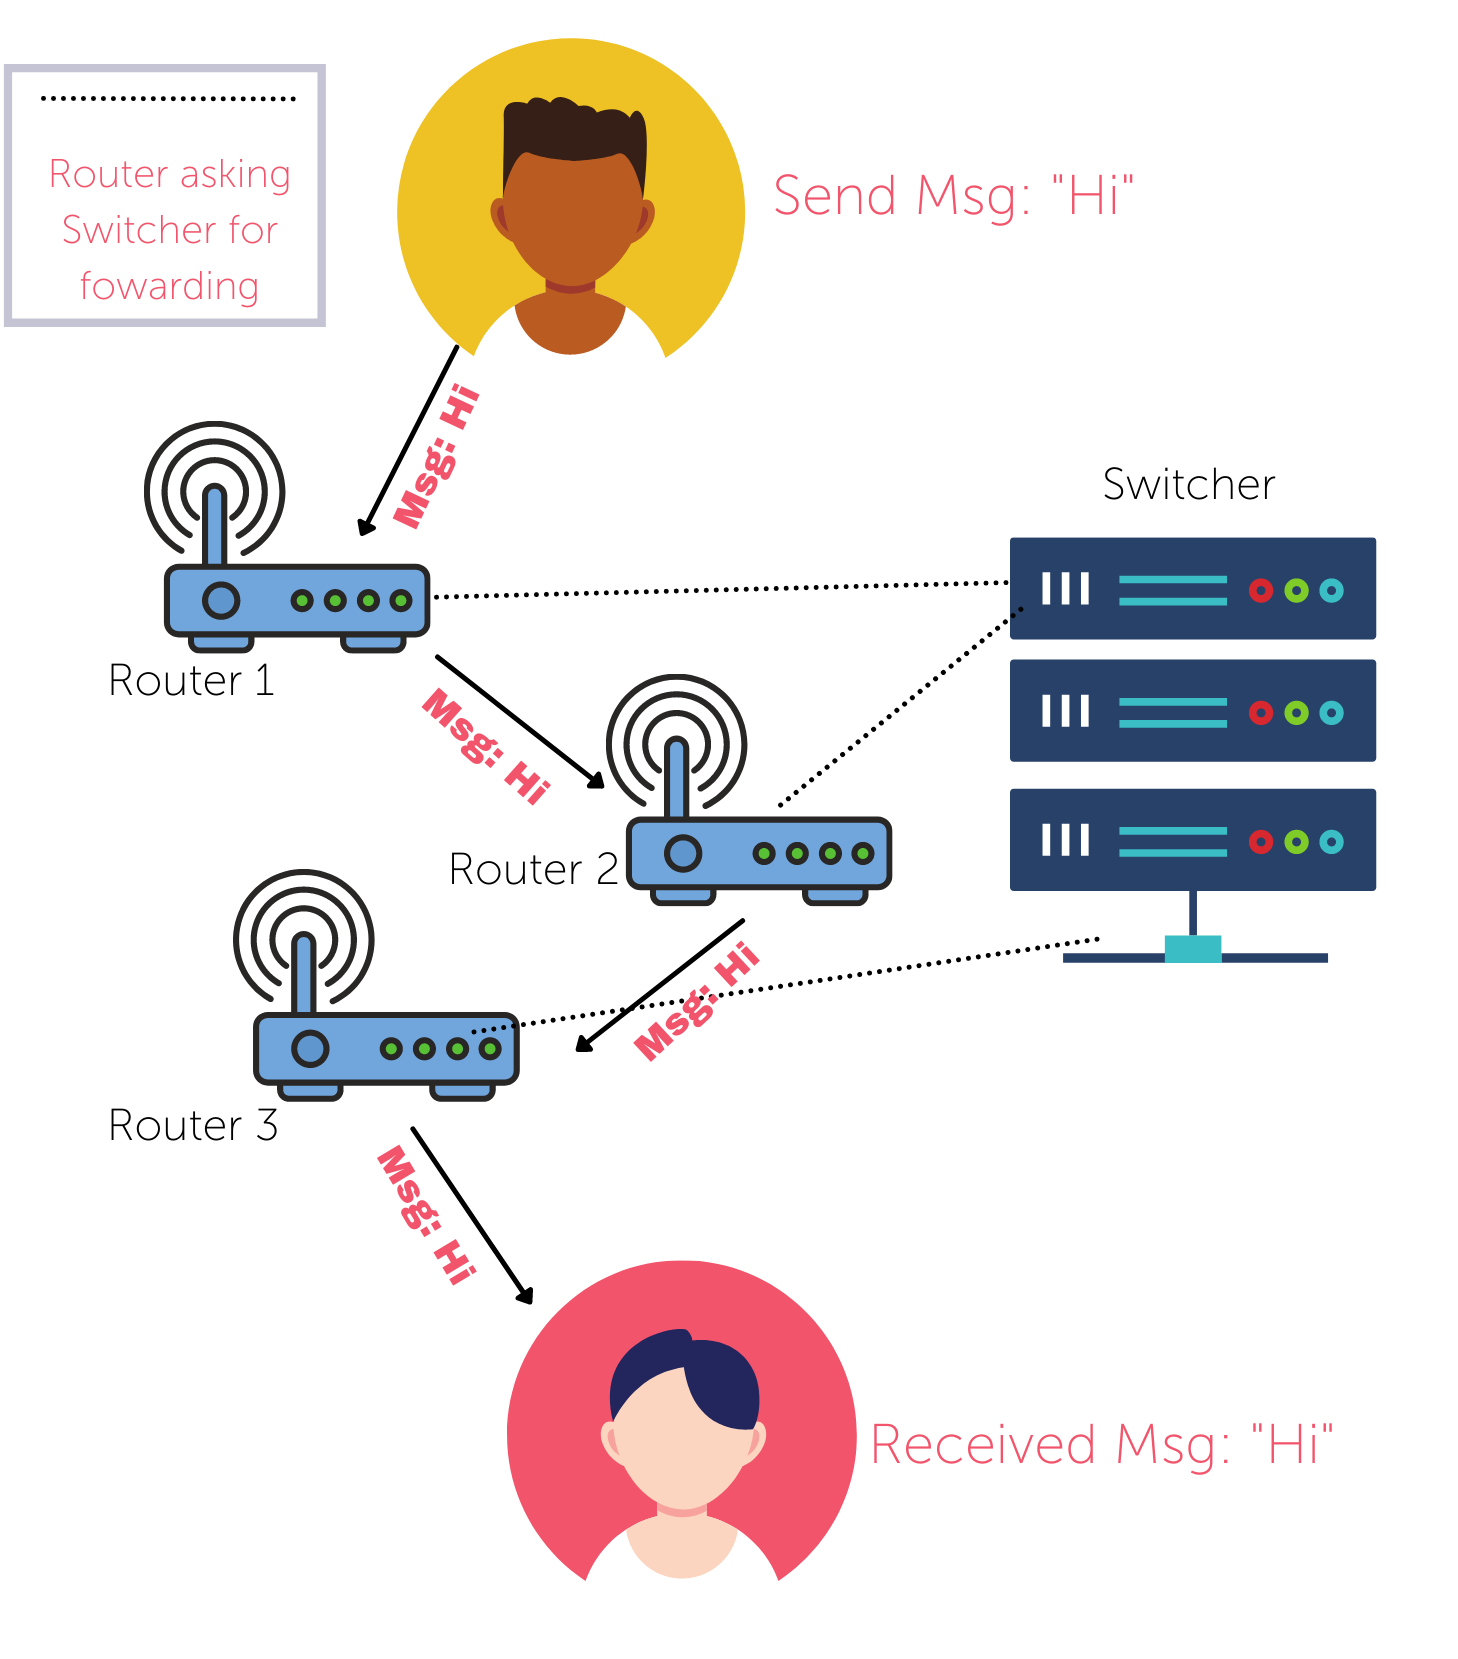 Router asking
Switcher for
fowarding
Send Msg: "Hi"
Msg: Hi
Switcher
Router 1
Msg: Hi
Router 2
Msg: Hi
Router 3
Msg: Hi
Received Msg: "Hi"